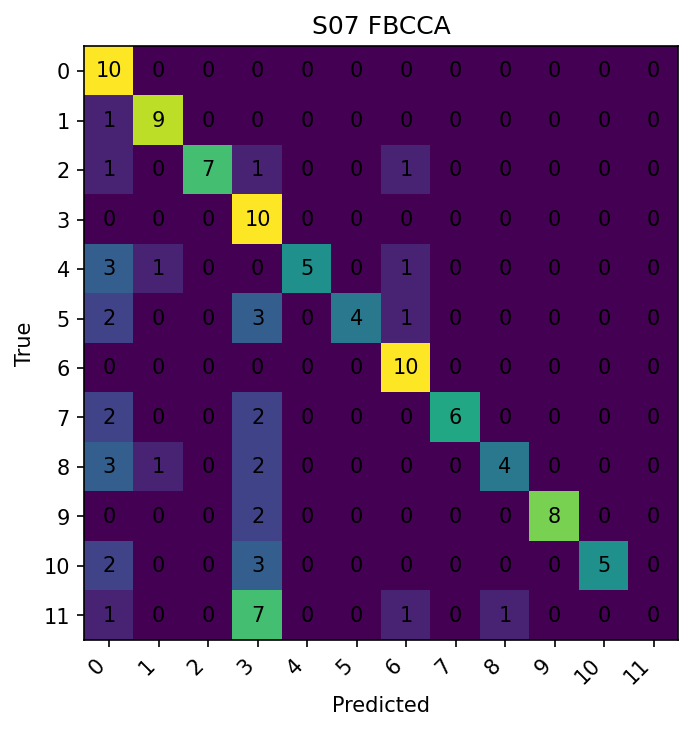 S07 FBCCA
0 10 0 0 0 0 0 0 0 0 0 0 0
1 1 9 0 0 0 0 0 0 0 0 0 0
2 1 0 7 1 0 0 1 0 0 0 0 0
3 0 0 0 10 0 0 0 0 0 0 0 0
4 3 1 0 0 5 0 1 0 0 0 0 0
5 2 0 0 3 0 4 1 0 0 0 0 0
6 0 0 0 0 0 0 10 0 0 0 0 0
7 2 0 0 2 0 0 0 6 0 0 0 0
8 3 1 0 2 0 0 0 0 4 0 0 0
9 0 0 0 2 0 0 0 0 0 8 0 0
10 2 0 0 3 0 0 0 0 0 0 5 0
11 1 0 0 7 0 0 1 0 1 0 0 0
0 1 2 3 4 5 6 7 8 9 10 11
Predicted
True